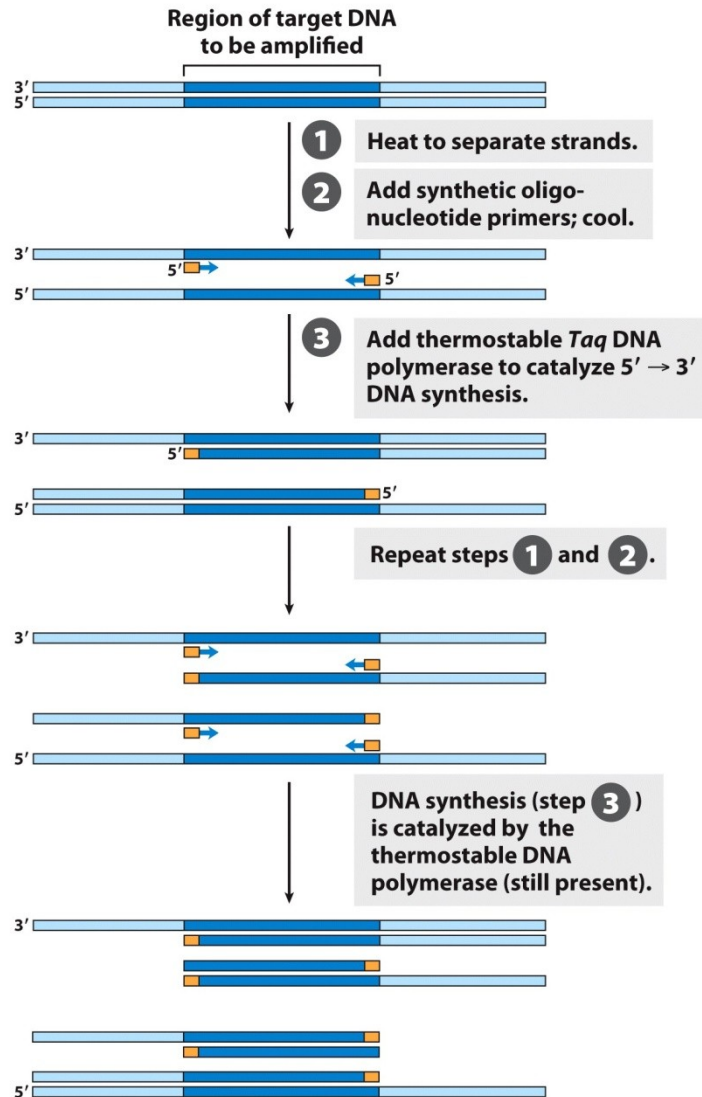 Region of target DNA
to be amplified
3′
5′
1 Heat to separate strands.
2 Add synthetic oligo-
nucleotide primers; cool.
3′
5′
5′
5′
3 Add thermostable Taq DNA
polymerase to catalyze 5′ → 3′
DNA synthesis.
3′
5′
5′
5′
Repeat steps 1 and 2.
3′
5′
DNA synthesis (step 3)
is catalyzed by the
thermostable DNA
polymerase (still present).
3′
5′